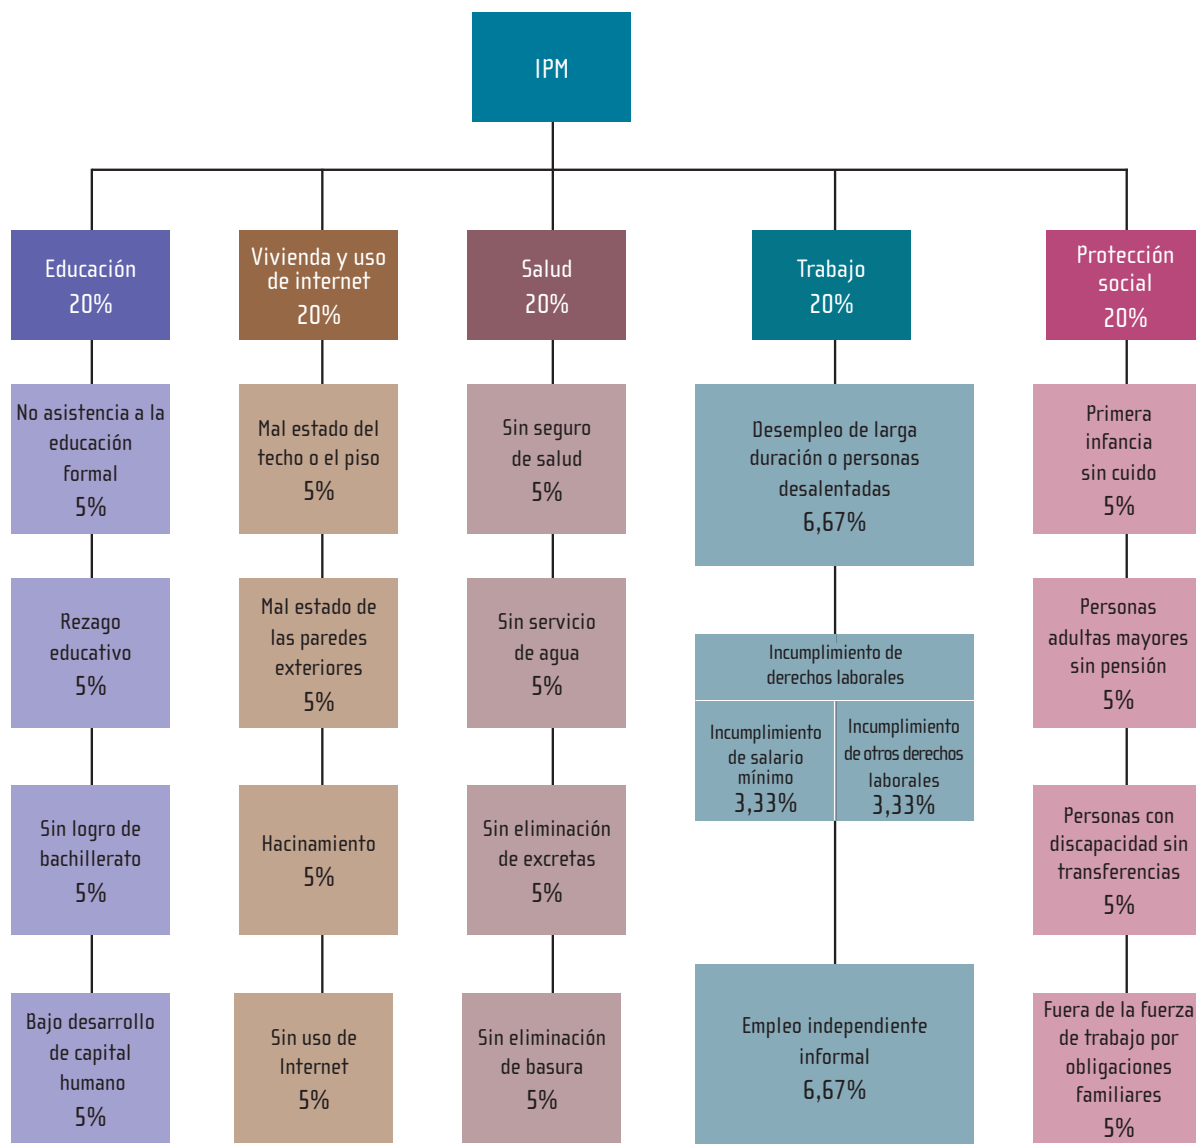 IPM
Educación
20%
No asistencia a la
educación
formal
5%
Rezago
educativo
5%
Sin logro de
bachillerato
5%
Bajo desarrollo
de capital
humano
5%
Vivienda y uso
de internet
20%
Mal estado del
techo o el piso
5%
Mal estado de
las paredes
exteriores
5%
Hacinamiento
5%
Sin uso de
Internet
5%
Salud
20%
Sin seguro
de salud
5%
Sin servicio
de agua
5%
Sin eliminación
de excretas
5%
Sin eliminación
de basura
5%
Trabajo
20%
Desempleo de larga
duración o personas
desalentadas
6,67%
Incumplimiento de
derechos laborales
Incumplimiento
de salario
mínimo
3,33%
Incumplimiento
de otros derechos
laborales
3,33%
Empleo independiente
informal
6,67%
Protección
social
20%
Primera
infancia
sin cuido
5%
Personas
adultas mayores
sin pensión
5%
Personas con
discapacidad sin
transferencias
5%
Fuera de la fuerza
de trabajo por
obligaciones
familiares
5%